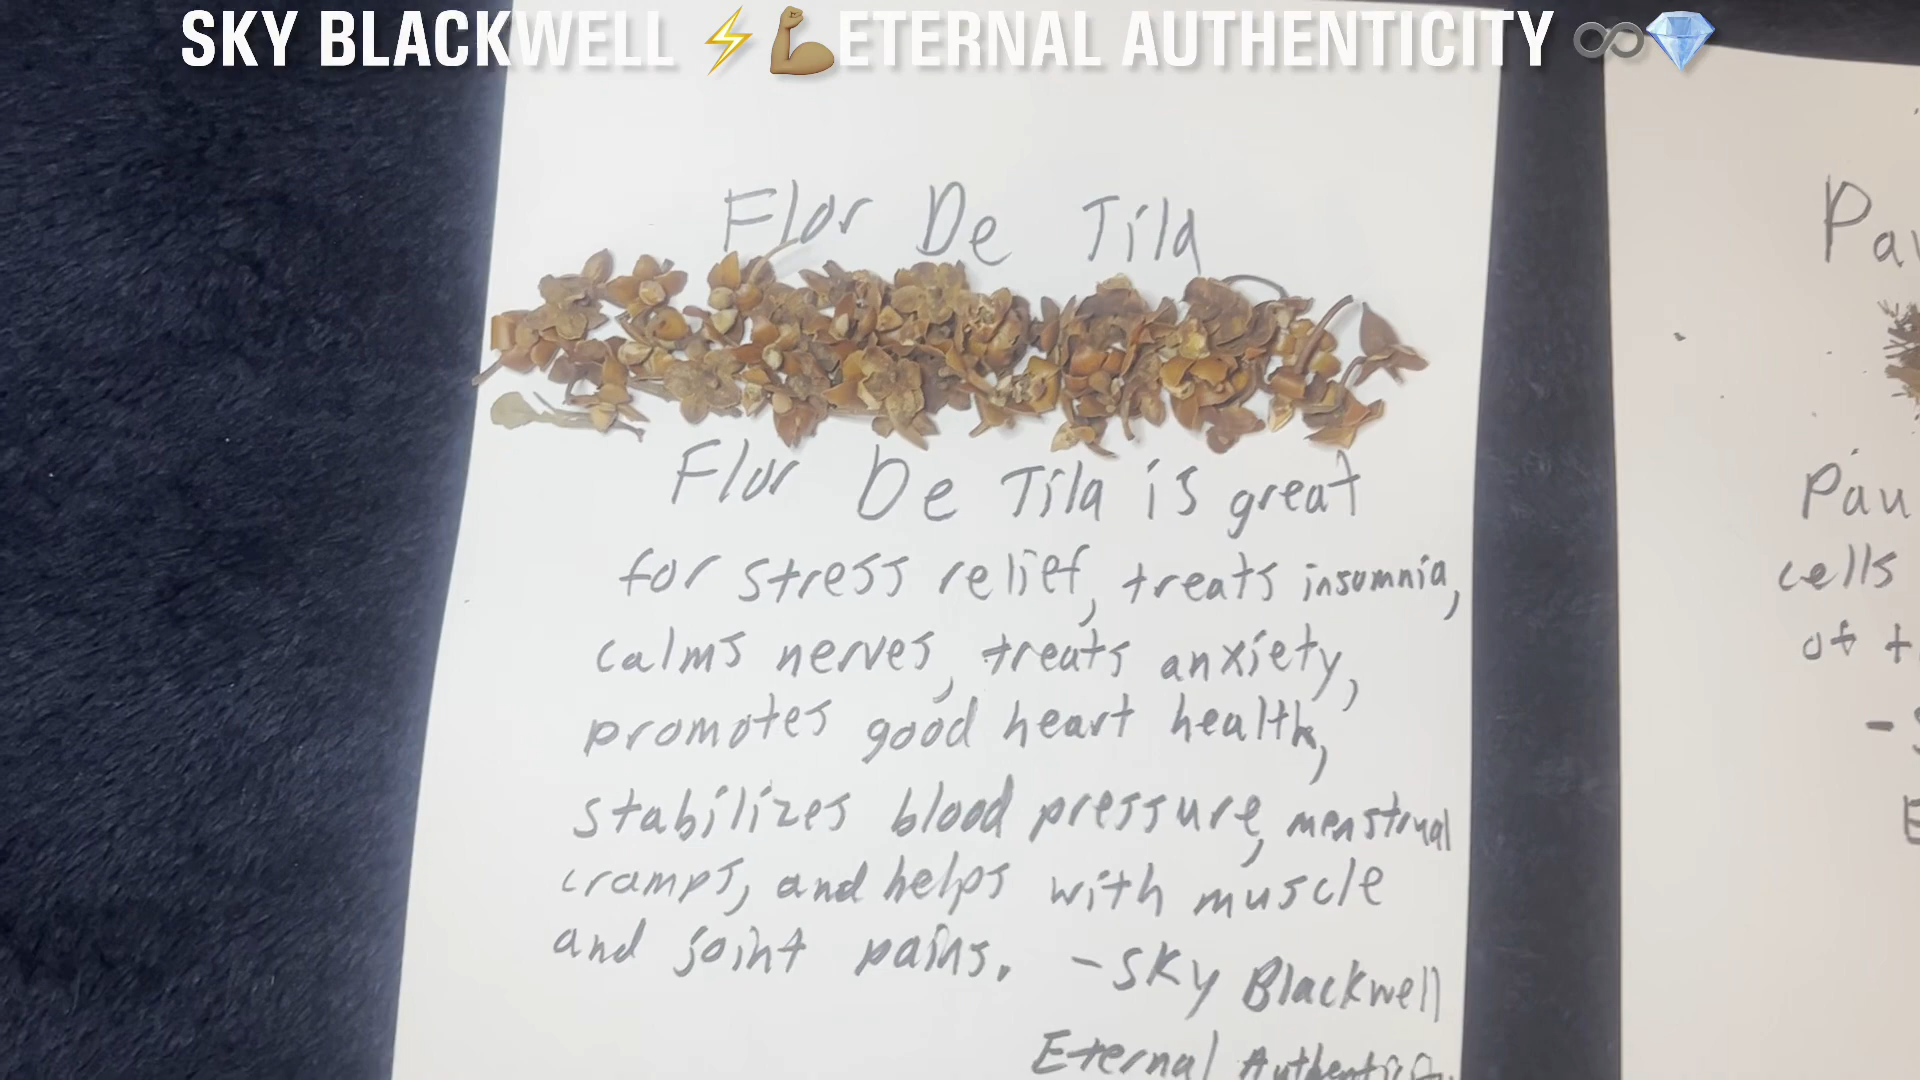 SKY BLACKWELL ⚡💪🏽ETERNAL AUTHENTICITY ♾💎
Flor De Tila
Flor De Tila is great
for stress relief, treats insomnia,
calms nerves, treats anxiety,
promotes good heart health,
stabilizes blood pressure, menstrual
cramps, and helps with muscle
and joint pains. -Sky Blackwell
Eternal Authenticity
Pau
cells
of